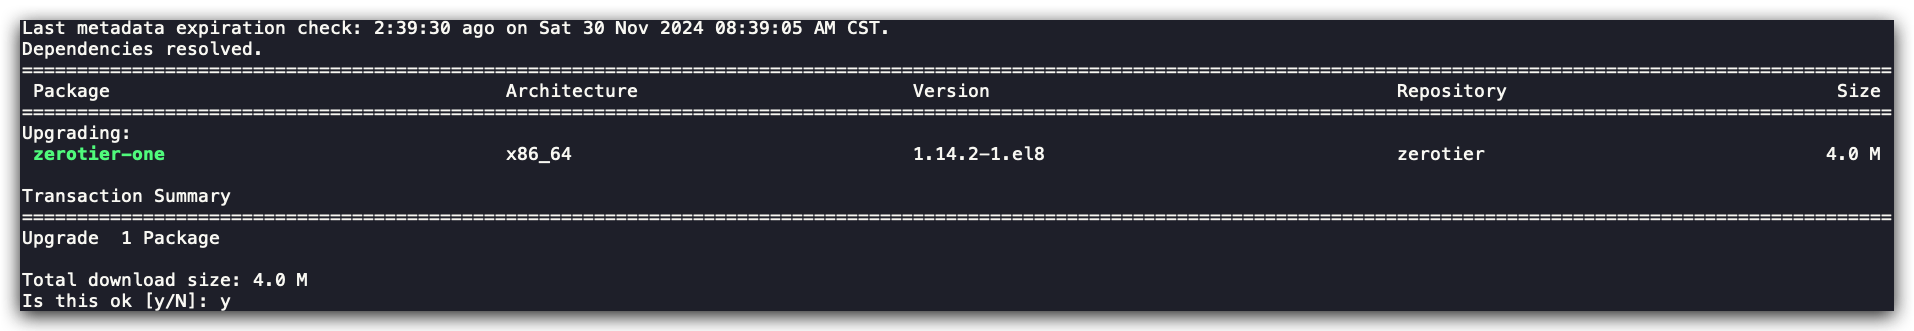 Last metadata expiration check: 2:39:30 ago on Sat 30 Nov 2024 08:39:05 AM CST.
Dependencies resolved.
================================================================================
Package Architecture Version Repository Size
================================================================================
Upgrading:
zerotier-one x86_64 1.14.2-1.el8 zerotier 4.0 M
Transaction Summary
================================================================================
Upgrade  1 Package
Total download size: 4.0 M
Is this ok [y/N]: y